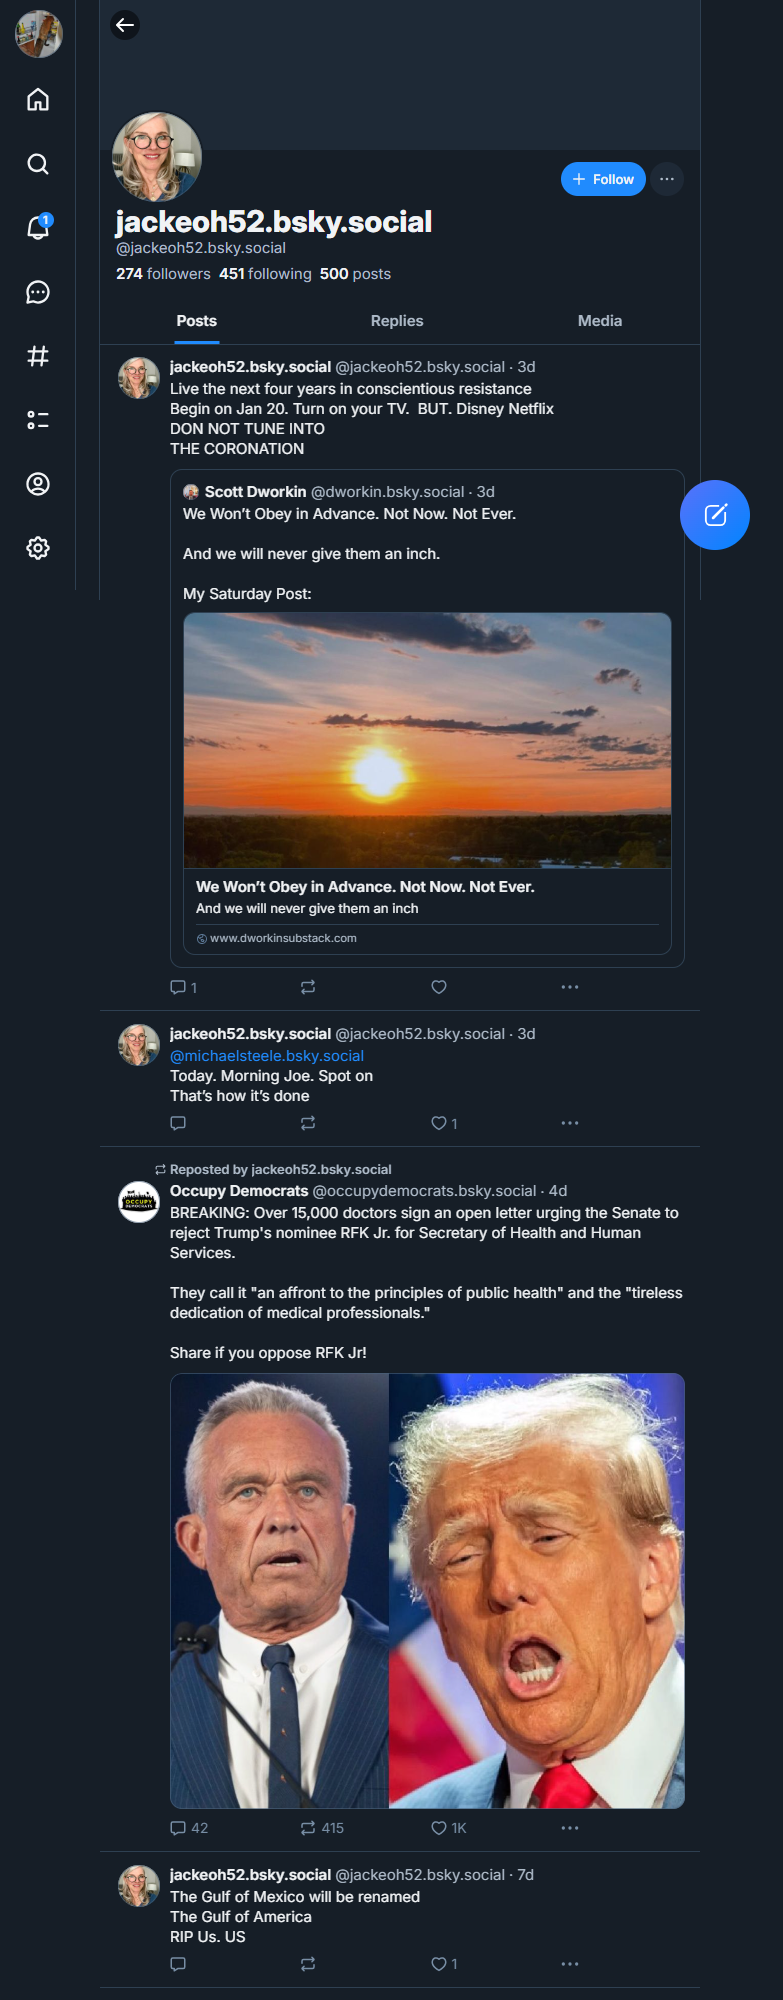 1
+ Follow
jackeoh52.bsky.social
@jackeoh52.bsky.social
274 followers 451 following 500 posts
Posts Replies Media
jackeoh52.bsky.social @jackeoh52.bsky.social · 3d
Live the next four years in conscientious resistance
Begin on Jan 20. Turn on your TV.  BUT. Disney Netflix
DON NOT TUNE INTO
THE CORONATION
Scott Dworkin @dworkin.bsky.social · 3d
We Won’t Obey in Advance. Not Now. Not Ever.
And we will never give them an inch.
My Saturday Post:
We Won’t Obey in Advance. Not Now. Not Ever.
And we will never give them an inch
www.dworkinsubstack.com
1
jackeoh52.bsky.social @jackeoh52.bsky.social · 3d
@michaelsteele.bsky.social
Today. Morning Joe. Spot on
That’s how it’s done
1
Reposted by jackeoh52.bsky.social
OCCUPY
DEMOCRATS
Occupy Democrats @occupydemocrats.bsky.social · 4d
BREAKING: Over 15,000 doctors sign an open letter urging the Senate to
reject Trump's nominee RFK Jr. for Secretary of Health and Human
Services.
They call it "an affront to the principles of public health" and the "tireless
dedication of medical professionals."
Share if you oppose RFK Jr!
42 415 1K
jackeoh52.bsky.social @jackeoh52.bsky.social · 7d
The Gulf of Mexico will be renamed
The Gulf of America
RIP Us. US
1